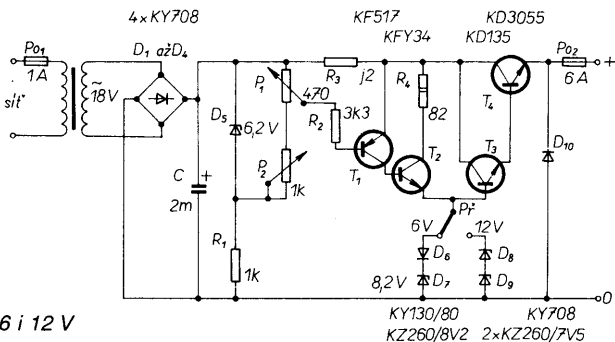 4×KY708
KF517
KFY34
KD3055
KD135
Po1
1A
síť
~
18V
D1 až D4
C
+
2m
D5
6,2V
R1
1k
P1
470
P2
1k
R2
3k3
R3
j2
R4
82
T1
T2
T3
T4
Po2
6A
+
Př
6V
12V
D6
D7
8,2V
D8
D9
D10
0
6 i 12 V
KY130/80
KZ260/8V2
KY708
2×KZ260/7V5